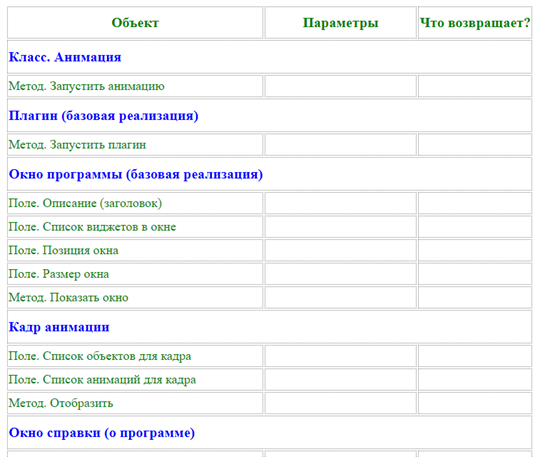 Объект Параметры Что возвращает?
Класс. Анимация
Метод. Запустить анимацию
Плагин (базовая реализация)
Метод. Запустить плагин
Окно программы (базовая реализация)
Поле. Описание (заголовок)
Поле. Список виджетов в окне
Поле. Позиция окна
Поле. Размер окна
Метод. Показать окно
Кадр анимации
Поле. Список объектов для кадра
Поле. Список анимаций для кадра
Метод. Отобразить
Окно справки (о программе)